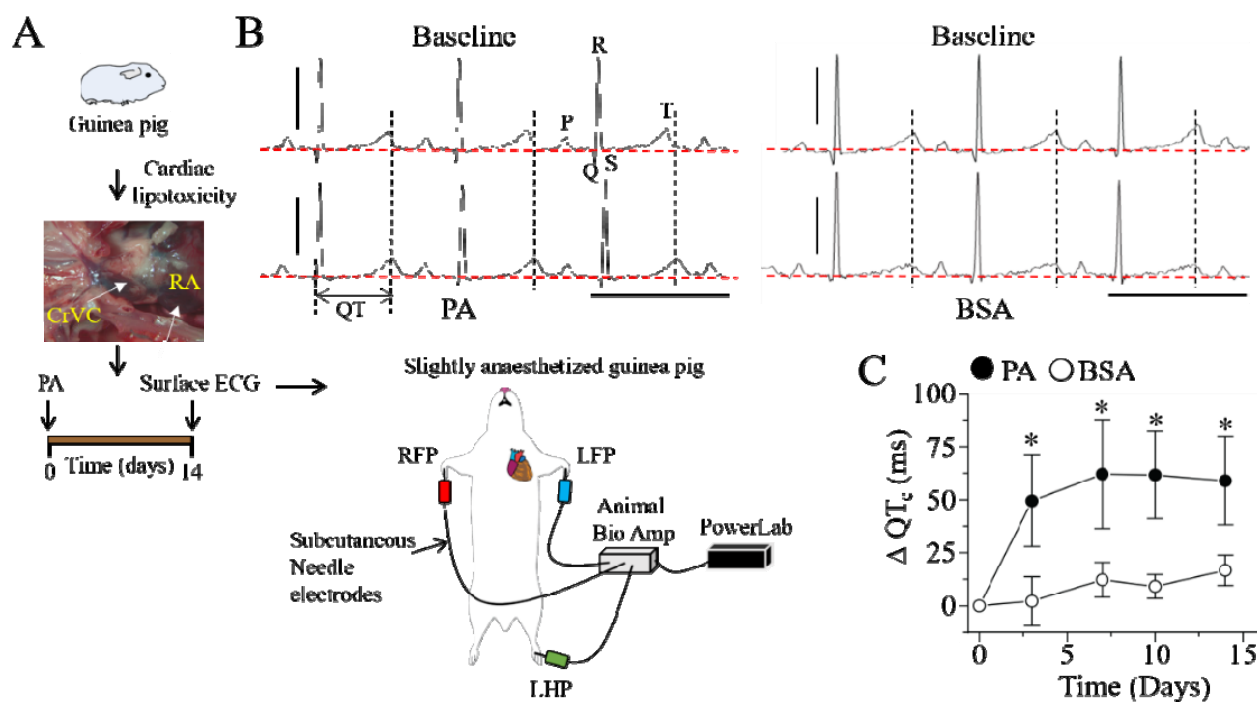 A
Guinea pig
Cardiac
lipotoxicity
CrVC
RA
PA
Surface ECG
0
Time (days)
14
B
Baseline
R
P
T
Q
S
QT
PA
Baseline
BSA
Slightly anaesthetized guinea pig
RFP
LFP
Animal
Bio Amp
PowerLab
Subcutaneous
Needle
electrodes
LHP
C
PA
BSA
100
75
50
25
0
Δ QTc (ms)
*
*
*
*
0
5
10
15
Time (Days)